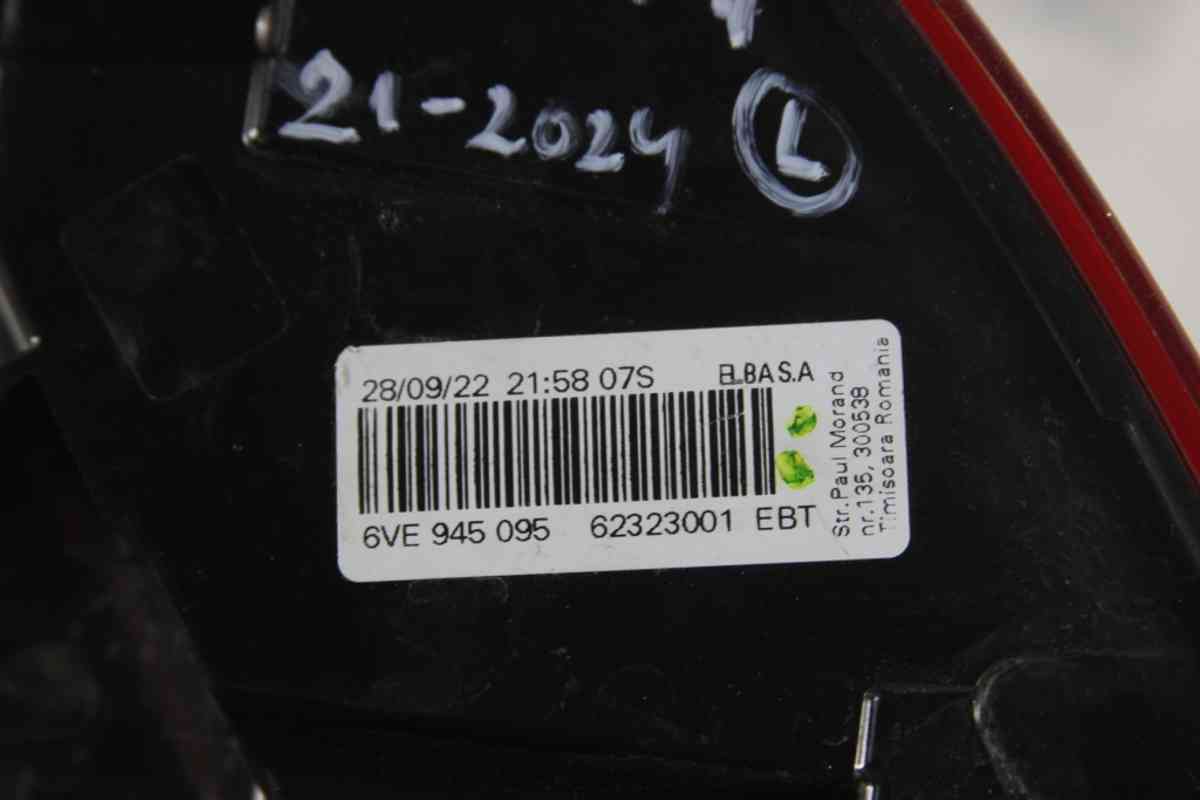 21-2024 L
28/09/22 21:58 07S ELBA S.A
6VE 945 095 62323001 EBT
Str.Paul Morand
nr.135, 300538
Timisoara Romania